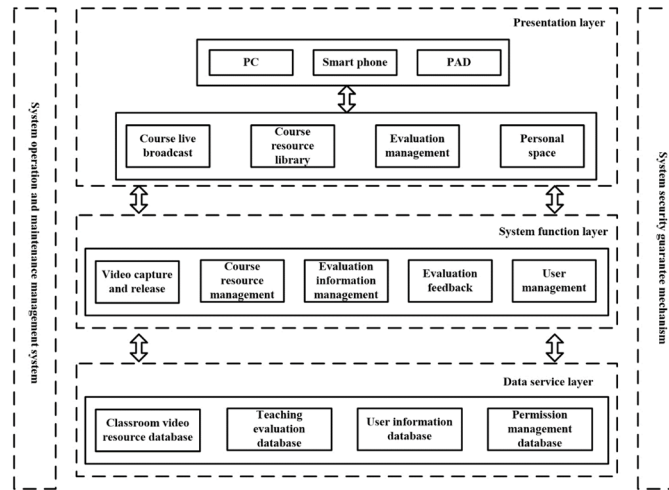 Presentation layer
PC
Smart phone
PAD
Course live
broadcast
Course
resource
library
Evaluation
management
Personal
space
System function layer
Video capture
and release
Course
resource
management
Evaluation
information
management
Evaluation
feedback
User
management
Data service layer
Classroom video
resource database
Teaching
evaluation
database
User information
database
Permission
management
database
System operation and maintenance management
system
System security guarantee mechanism